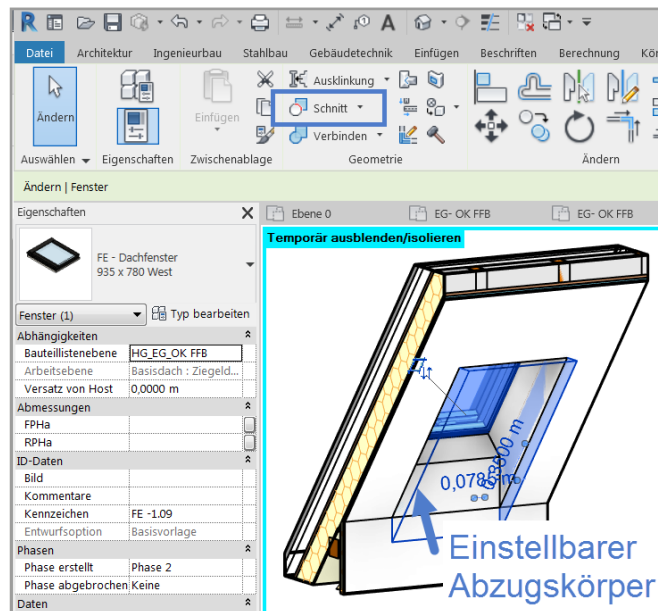 Datei Architektur Ingenieurbau Stahlbau Gebäudetechnik Einfügen Beschriften Berechnung
Ausklinkung
Schnitt
Verbinden
Ändern
Einfügen
Auswählen Eigenschaften Zwischenablage Geometrie Ändern
Ändern | Fenster
Eigenschaften
Ebene 0 EG- OK FFB EG- OK FFB
FE - Dachfenster
935 x 780 West
Fenster (1) Typ bearbeiten
Abhängigkeiten
Bauteillistenebene HG_EG_OK FFB
Arbeitsebene Basisdach : Ziegeld...
Versatz von Host 0,0000 m
Abmessungen
FPHa
RPHa
ID-Daten
Bild
Kommentare
Kennzeichen FE -1.09
Entwurfsoption Basisvorlage
Phasen
Phase erstellt Phase 2
Phase abgebrochen Keine
Daten
Temporär ausblenden/isolieren
Einstellbarer
Abzugskörper